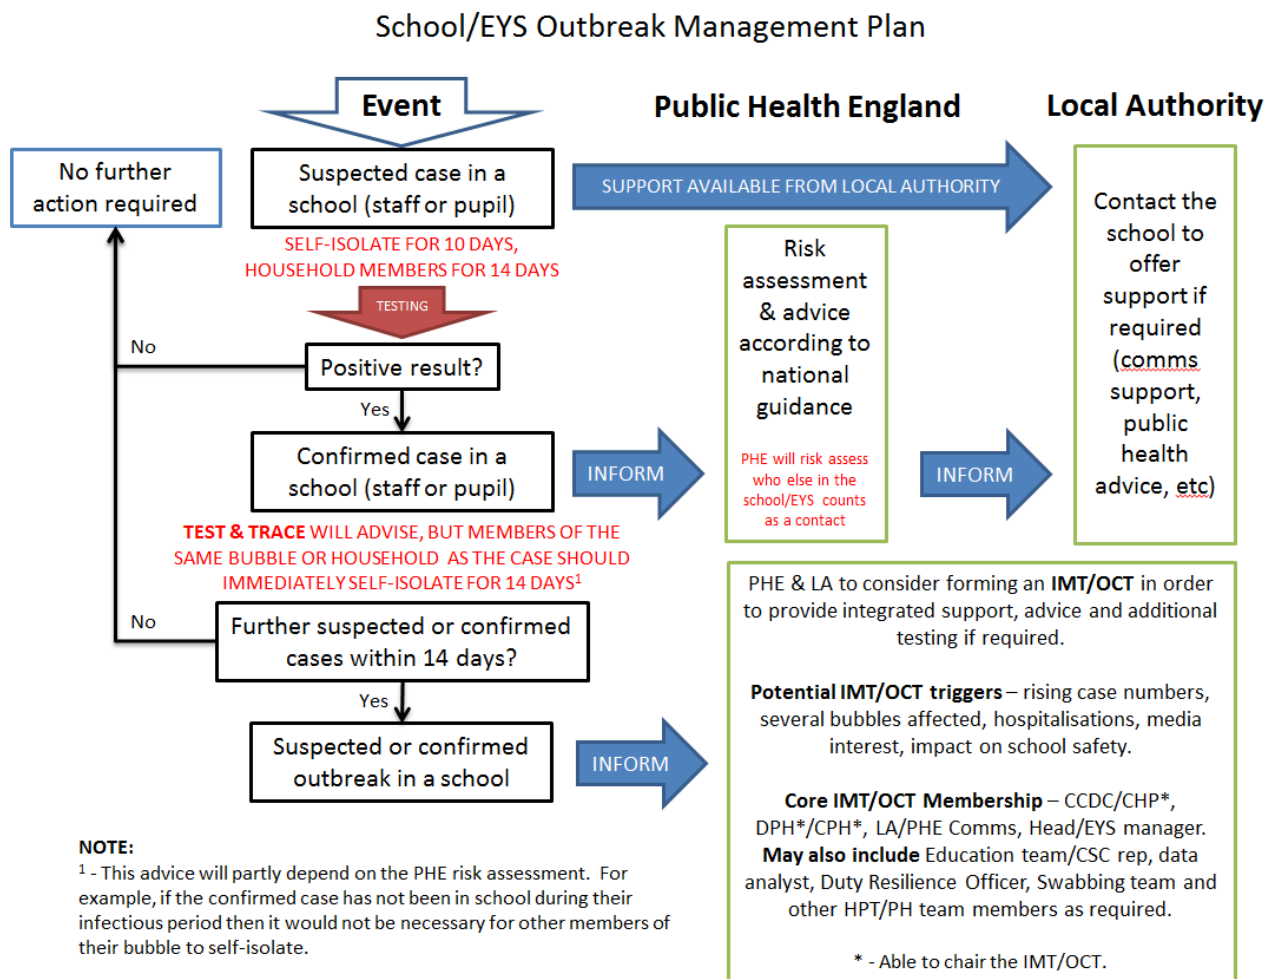 School/EYS Outbreak Management Plan
Event
Public Health England
Local Authority
No further
action required
Suspected case in a
school (staff or pupil)
SUPPORT AVAILABLE FROM LOCAL AUTHORITY
SELF-ISOLATE FOR 10 DAYS,
HOUSEHOLD MEMBERS FOR 14 DAYS
TESTING
No
Positive result?
Yes
Confirmed case in a
school (staff or pupil)
INFORM
Risk
assessment
& advice
according to
national
guidance
PHE will risk assess
who else in the
school/EYS counts
as a contact
INFORM
Contact the
school to
offer
support if
required
(comms
support,
public
health
advice, etc)
TEST & TRACE WILL ADVISE, BUT MEMBERS OF THE
SAME BUBBLE OR HOUSEHOLD AS THE CASE SHOULD
IMMEDIATELY SELF-ISOLATE FOR 14 DAYS¹
No
Further suspected or confirmed
cases within 14 days?
Yes
Suspected or confirmed
outbreak in a school
INFORM
PHE & LA to consider forming an IMT/OCT in order
to provide integrated support, advice and additional
testing if required.
Potential IMT/OCT triggers – rising case numbers,
several bubbles affected, hospitalisations, media
interest, impact on school safety.
Core IMT/OCT Membership – CCDC/CHP*,
DPH*/CPH*, LA/PHE Comms, Head/EYS manager.
May also include Education team/CSC rep, data
analyst, Duty Resilience Officer, Swabbing team and
other HPT/PH team members as required.
* - Able to chair the IMT/OCT.
NOTE:
¹ - This advice will partly depend on the PHE risk assessment. For
example, if the confirmed case has not been in school during their
infectious period then it would not be necessary for other members of
their bubble to self-isolate.